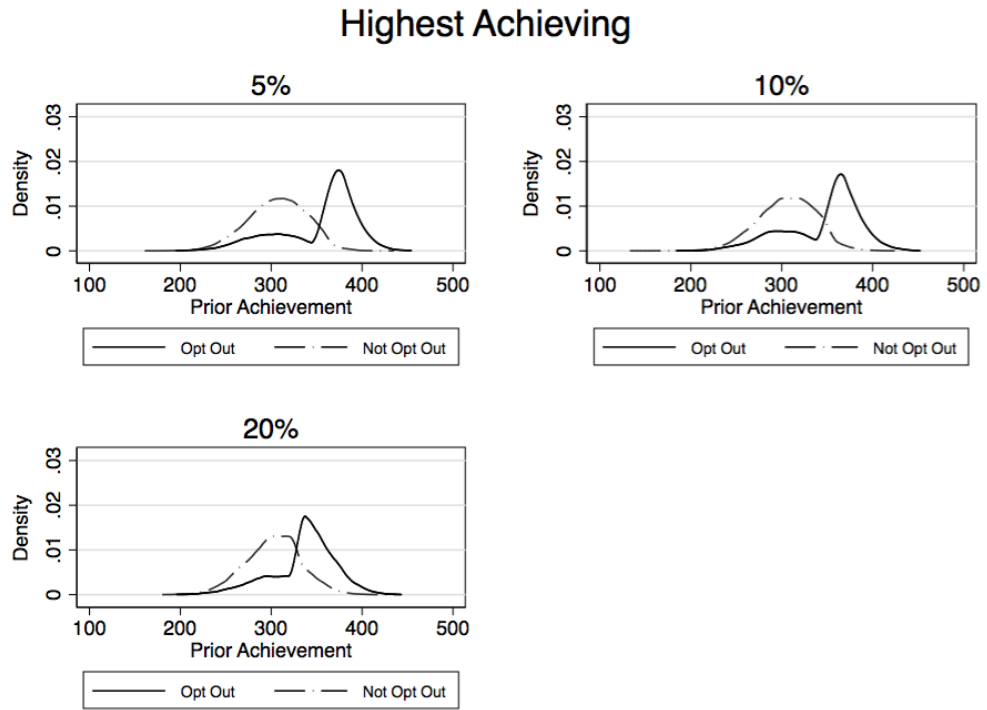 Highest Achieving
5%
Density
0 .01 .02 .03
100 200 300 400 500
Prior Achievement
Opt Out Not Opt Out
10%
Density
0 .01 .02 .03
100 200 300 400 500
Prior Achievement
Opt Out Not Opt Out
20%
Density
0 .01 .02 .03
100 200 300 400 500
Prior Achievement
Opt Out Not Opt Out